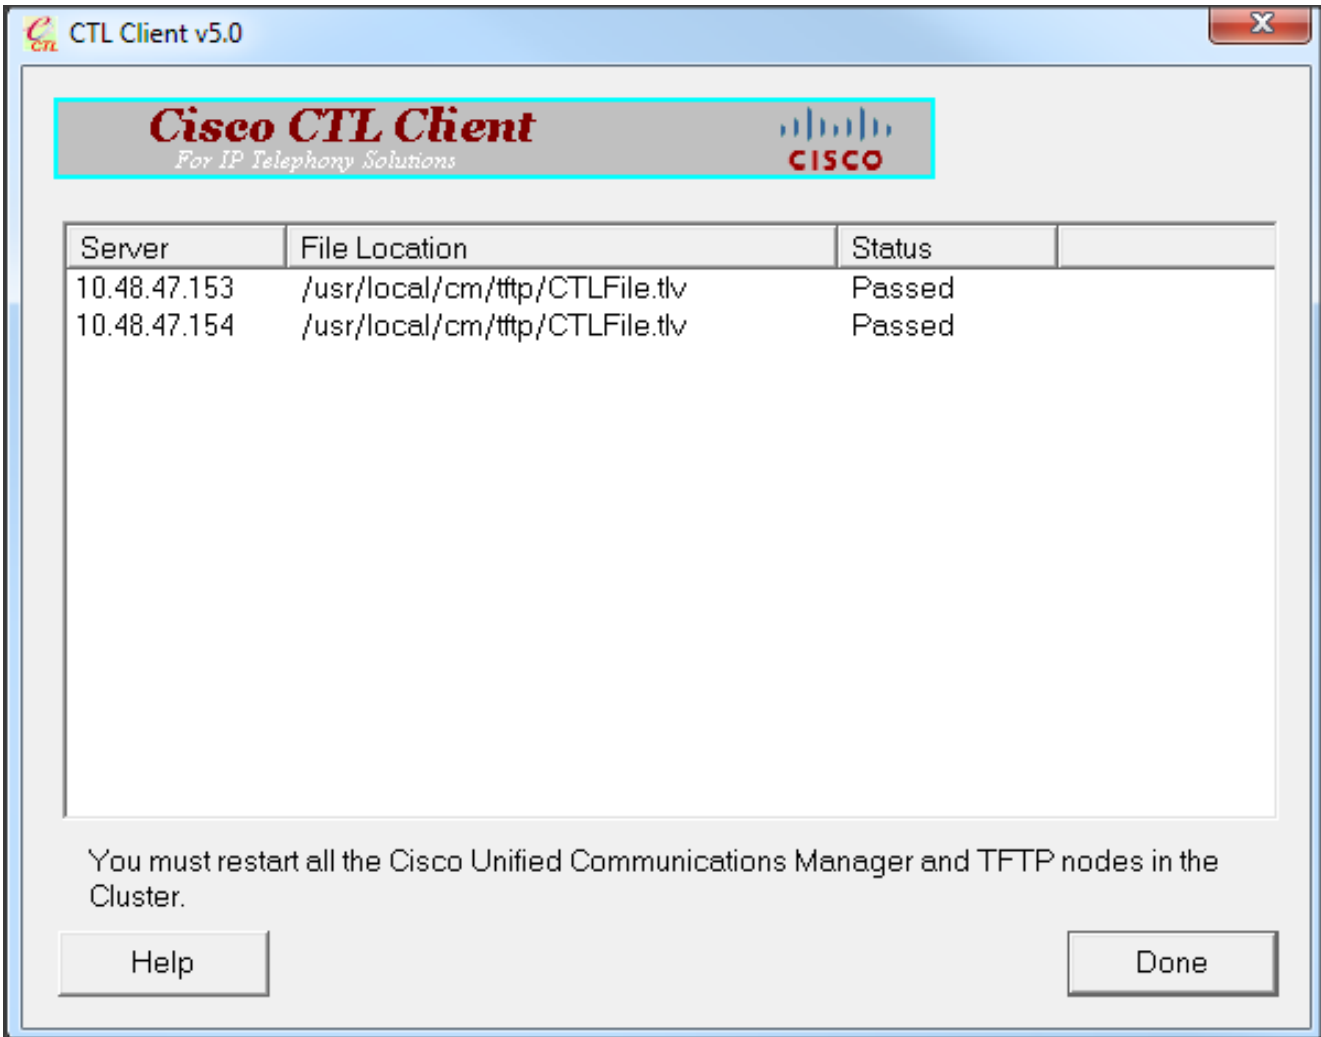 CTL Client v5.0
Cisco CTL Client
For IP Telephony Solutions
CISCO
Server File Location Status
10.48.47.153 /usr/local/cm/tftp/CTLFile.tlv Passed
10.48.47.154 /usr/local/cm/tftp/CTLFile.tlv Passed
You must restart all the Cisco Unified Communications Manager and TFTP nodes in the
Cluster.
Help Done